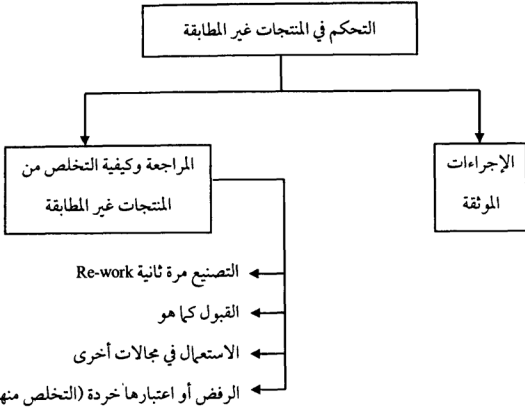 التحكم في المنتجات غير المطابقة
الإجراءات
الموثقة
المراجعة وكيفية التخلص من
المنتجات غير المطابقة
التصنيع مرة ثانية Re-work
القبول كما هو
الاستعمال في مجالات أخرى
الرفض أو اعتبارها خردة (التخلص منها